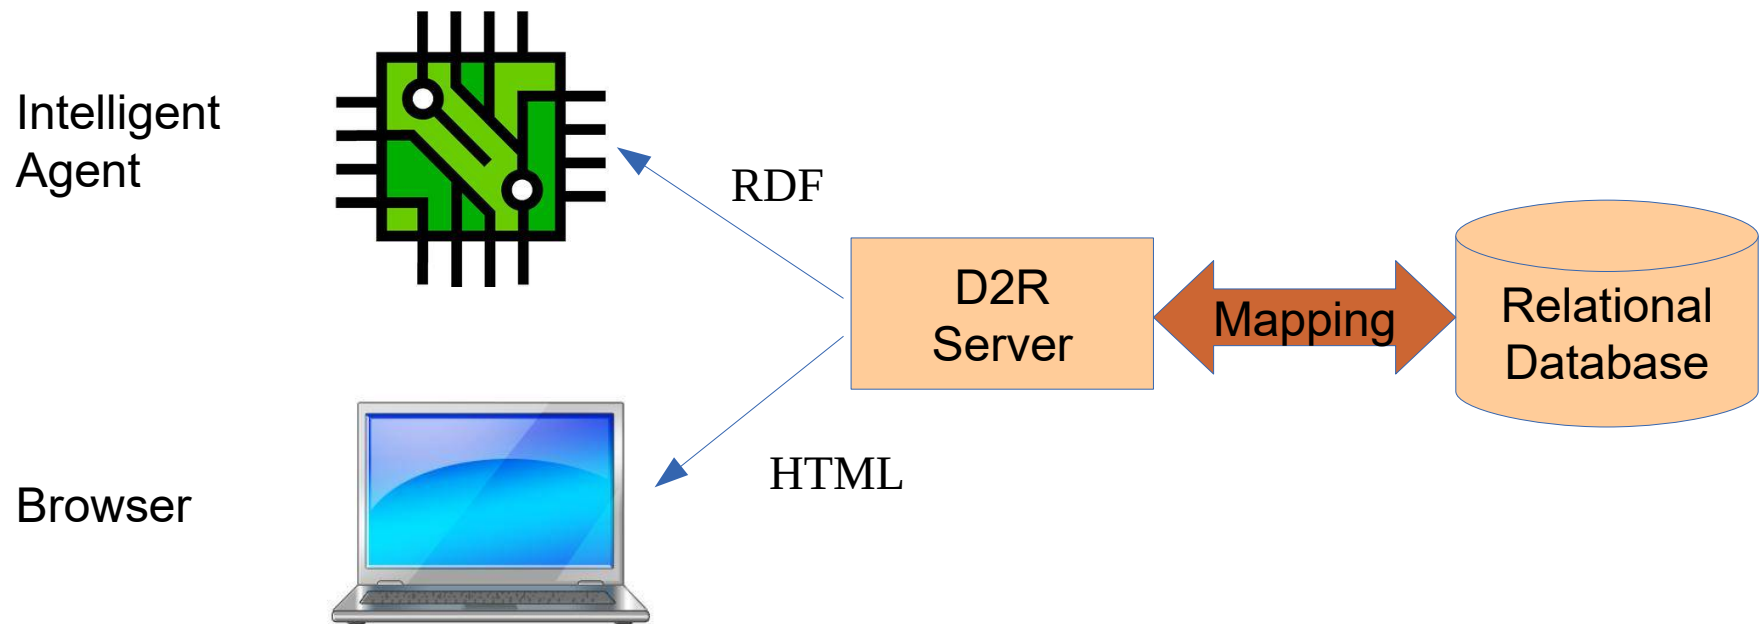 Intelligent
Agent
RDF
D2R
Server
Mapping
Relational
Database
HTML
Browser